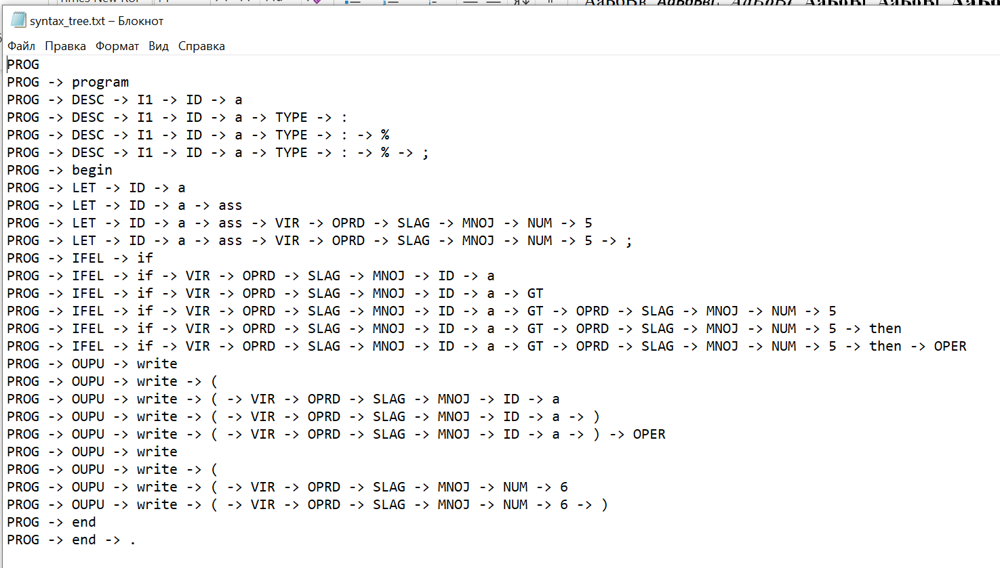 syntax_tree.txt – Блокнот
Файл Правка Формат Вид Справка
PROG
PROG -> program
PROG -> DESC -> I1 -> ID -> a
PROG -> DESC -> I1 -> ID -> a -> TYPE -> :
PROG -> DESC -> I1 -> ID -> a -> TYPE -> : -> %
PROG -> DESC -> I1 -> ID -> a -> TYPE -> : -> % -> ;
PROG -> begin
PROG -> LET -> ID -> a
PROG -> LET -> ID -> a -> ass
PROG -> LET -> ID -> a -> ass -> VIR -> OPRD -> SLAG -> MNOJ -> NUM -> 5
PROG -> LET -> ID -> a -> ass -> VIR -> OPRD -> SLAG -> MNOJ -> NUM -> 5 -> ;
PROG -> IFEL -> if
PROG -> IFEL -> if -> VIR -> OPRD -> SLAG -> MNOJ -> ID -> a
PROG -> IFEL -> if -> VIR -> OPRD -> SLAG -> MNOJ -> ID -> a -> GT
PROG -> IFEL -> if -> VIR -> OPRD -> SLAG -> MNOJ -> ID -> a -> GT -> OPRD -> SLAG -> MNOJ -> NUM -> 5
PROG -> IFEL -> if -> VIR -> OPRD -> SLAG -> MNOJ -> ID -> a -> GT -> OPRD -> SLAG -> MNOJ -> NUM -> 5 -> then
PROG -> IFEL -> if -> VIR -> OPRD -> SLAG -> MNOJ -> ID -> a -> GT -> OPRD -> SLAG -> MNOJ -> NUM -> 5 -> then -> OPER
PROG -> OUPU -> write
PROG -> OUPU -> write -> (
PROG -> OUPU -> write -> ( -> VIR -> OPRD -> SLAG -> MNOJ -> ID -> a
PROG -> OUPU -> write -> ( -> VIR -> OPRD -> SLAG -> MNOJ -> ID -> a -> )
PROG -> OUPU -> write -> ( -> VIR -> OPRD -> SLAG -> MNOJ -> ID -> a -> ) -> OPER
PROG -> OUPU -> write
PROG -> OUPU -> write -> (
PROG -> OUPU -> write -> ( -> VIR -> OPRD -> SLAG -> MNOJ -> NUM -> 6
PROG -> OUPU -> write -> ( -> VIR -> OPRD -> SLAG -> MNOJ -> NUM -> 6 -> )
PROG -> end
PROG -> end -> .